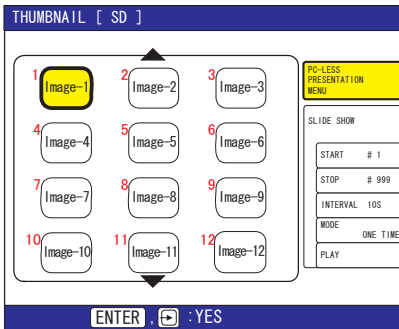 THUMBNAIL [ SD ]
1 2 3
Image-1 Image-2 Image-3
4 5 6
Image-4 Image-5 Image-6
7 8 9
Image-7 Image-8 Image-9
10 11 12
Image-10 Image-11 Image-12
PC-LESS
PRESENTATION
MENU
SLIDE SHOW
START # 1
STOP # 999
INTERVAL 10S
MODE
ONE TIME
PLAY
ENTER , :YES